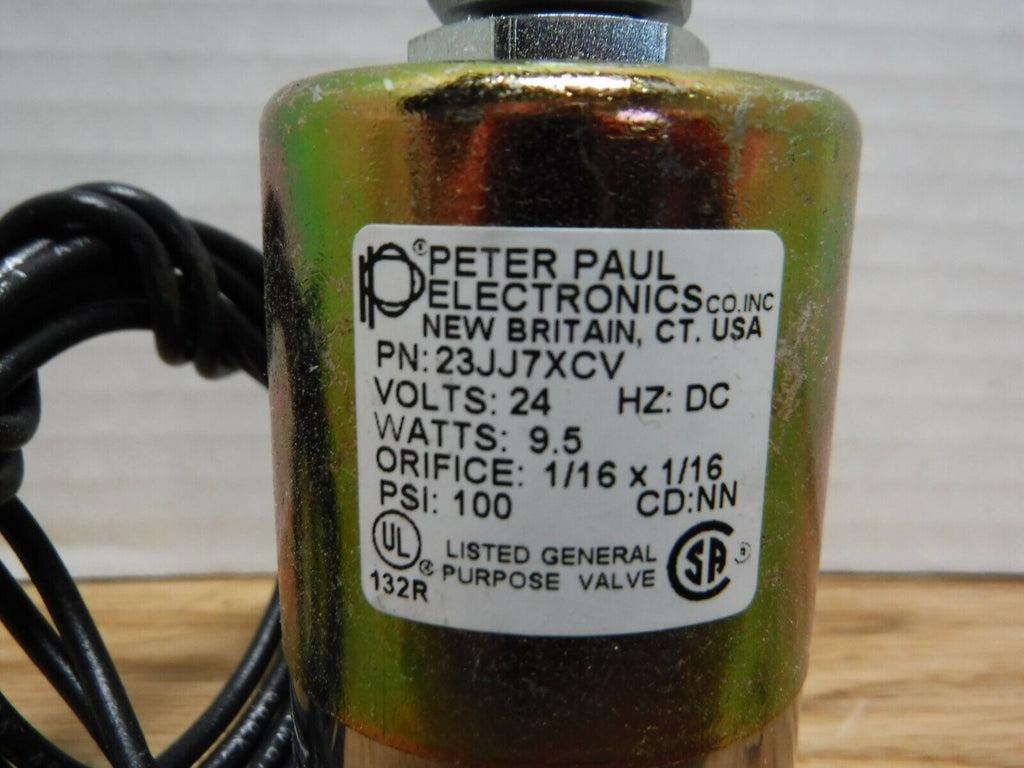 PP® PETER PAUL
ELECTRONICS CO. INC
NEW BRITAIN, CT. USA
PN: 23JJ7XCV
VOLTS: 24 HZ: DC
WATTS: 9.5
ORIFICE: 1/16 x 1/16
PSI: 100 CD:NN
UL® LISTED GENERAL SA®
132R PURPOSE VALVE